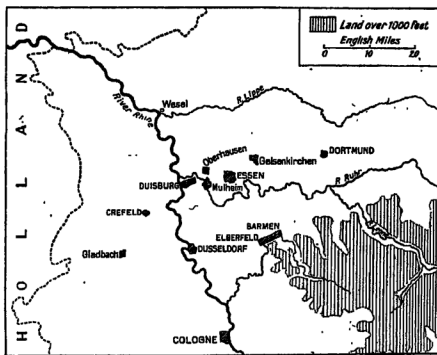 Land over 1000 feet
English Miles
0 10 20
HOLLAND
River Rhine
Wesel
R. Lippe
Oberhausen
Gelsenkirchen
DORTMUND
ESSEN
DUISBURG
Mulheim
R. Ruhr
CREFELD
BARMEN
ELBERFELD
Gladbach
DUSSELDORF
COLOGNE